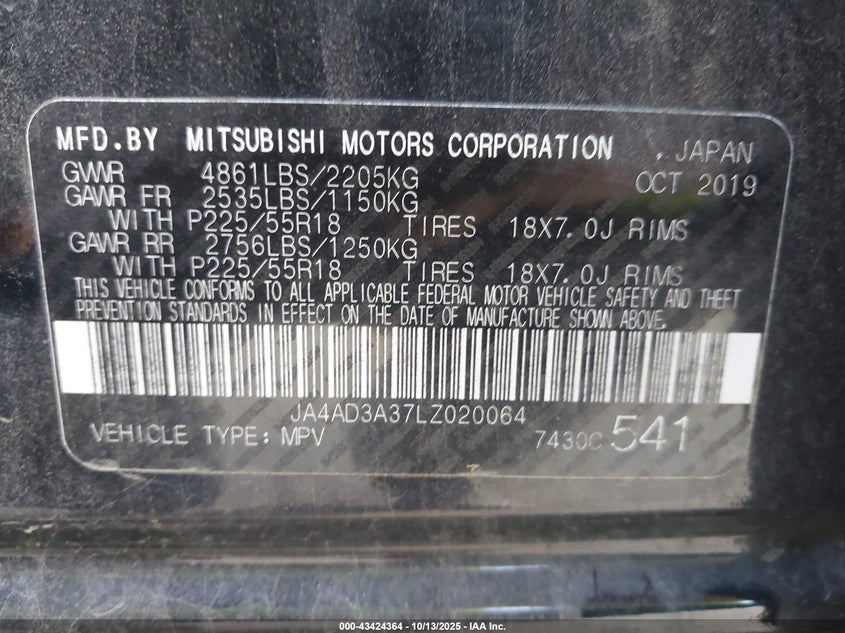 MFD.BY MITSUBISHI MOTORS CORPORATION , JAPAN
GVWR 4861LBS/2205KG OCT 2019
GAWR FR 2535LBS/1150KG
WITH P225/55R18 TIRES 18X7.0J RIMS
GAWR RR 2756LBS/1250KG
WITH P225/55R18 TIRES 18X7.0J RIMS
THIS VEHICLE CONFORMS TO ALL APPLICABLE FEDERAL MOTOR VEHICLE SAFETY AND THEFT
PREVENTION STANDARDS IN EFFECT ON THE DATE OF MANUFACTURE SHOWN ABOVE.
JA4AD3A37LZ020064
VEHICLE TYPE: MPV 7430C 541
000-43424364 - 10/13/2025 - IAA Inc.